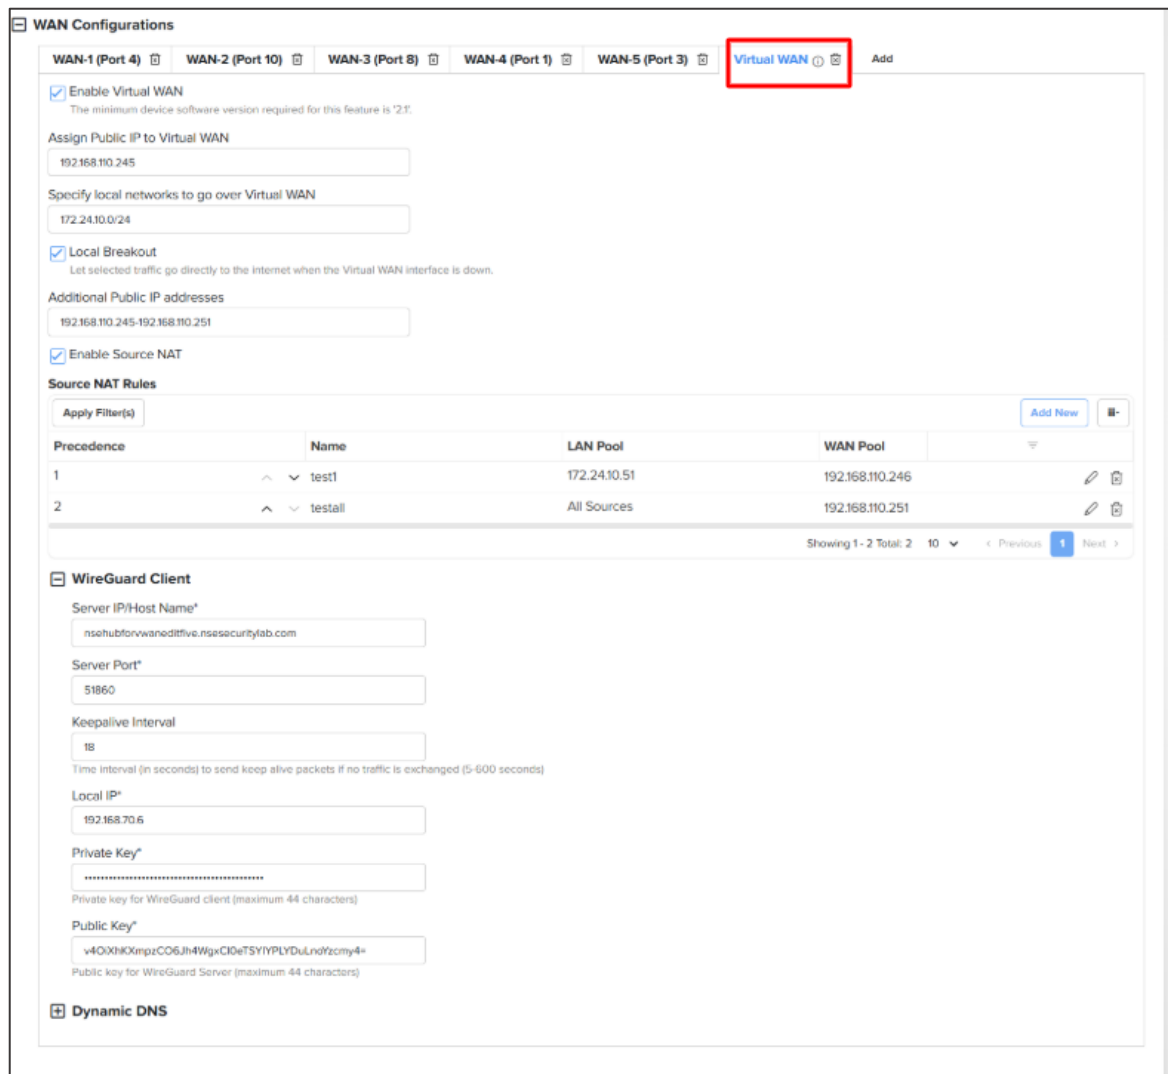 WAN Configurations
WAN-1 (Port 4) WAN-2 (Port 10) WAN-3 (Port 8) WAN-4 (Port 1) WAN-5 (Port 3) Virtual WAN Add
Enable Virtual WAN
The minimum device software version required for this feature is '2.1'.
Assign Public IP to Virtual WAN
192.168.110.245
Specify local networks to go over Virtual WAN
172.24.10.0/24
Local Breakout
Let selected traffic go directly to the internet when the Virtual WAN interface is down.
Additional Public IP addresses
192.168.110.245-192.168.110.251
Enable Source NAT
Source NAT Rules
Apply Filter(s) Add New
Precedence Name LAN Pool WAN Pool
1 test1 172.24.10.51 192.168.110.246
2 testall All Sources 192.168.110.251
Showing 1 - 2 Total: 2 10 < Previous 1 Next >
WireGuard Client
Server IP/Host Name*
nsehubforvwaneditfive.nsesecuritylab.com
Server Port*
51860
Keepalive Interval
18
Time interval (in seconds) to send keep alive packets if no traffic is exchanged (5-600 seconds)
Local IP*
192.168.70.6
Private Key*
Private key for WireGuard client (maximum 44 characters)
Public Key*
Public key for WireGuard Server (maximum 44 characters)
Dynamic DNS